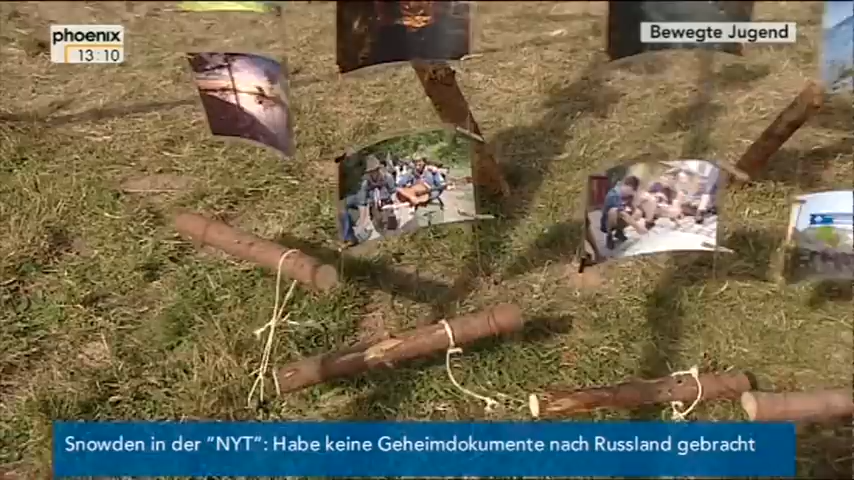 phoenix
13:10
Bewegte Jugend
Snowden in der "NYT": Habe keine Geheimdokumente nach Russland gebracht